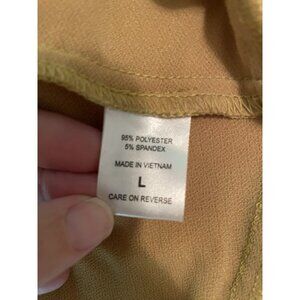 95% POLYESTER
5% SPANDEX
MADE IN VIETNAM
L
CARE ON REVERSE